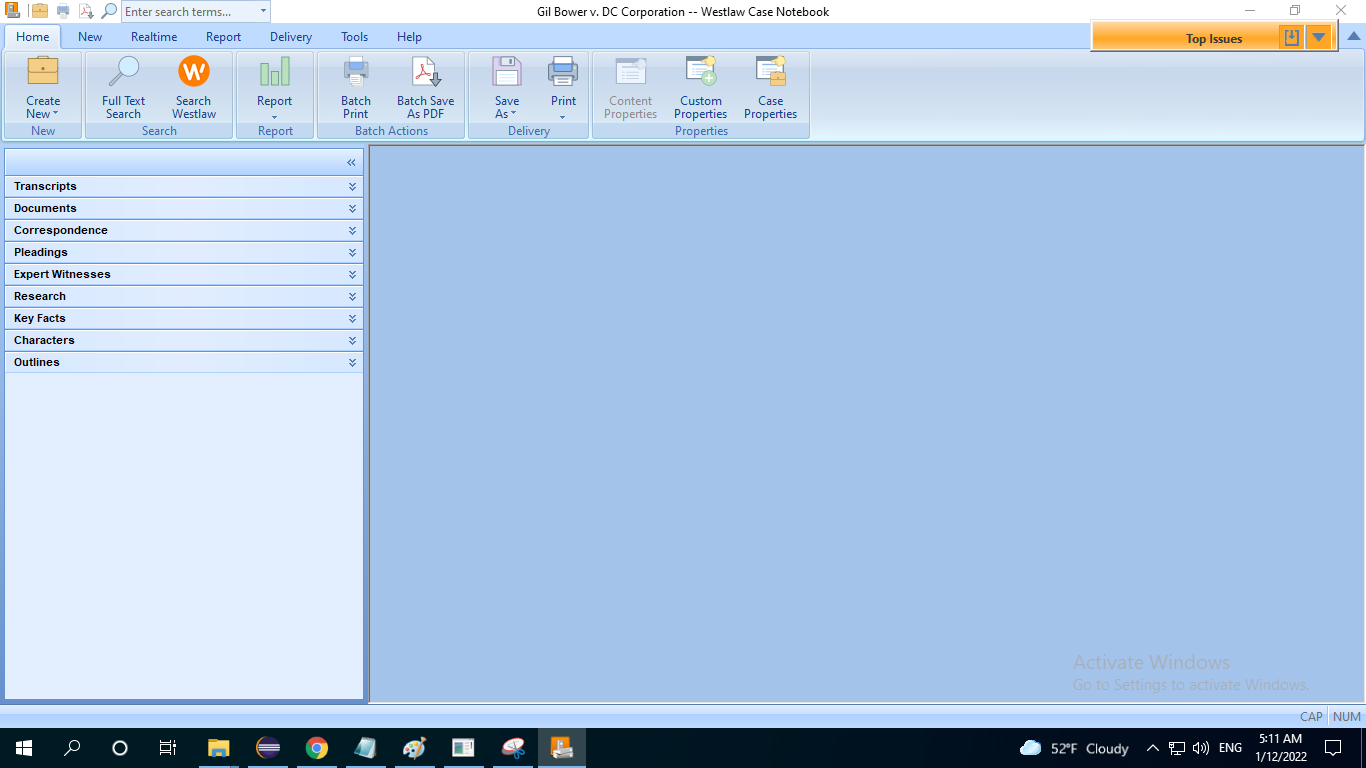 Enter search terms...
Gil Bower v. DC Corporation -- Westlaw Case Notebook
Home New Realtime Report Delivery Tools Help
Top Issues
Create New
Full Text Search
Search Westlaw
Report
Batch Print
Batch Save As PDF
Save As
Print
Content Properties
Custom Properties
Case Properties
New Search Report Batch Actions Delivery Properties
Transcripts
Documents
Correspondence
Pleadings
Expert Witnesses
Research
Key Facts
Characters
Outlines
Activate Windows
Go to Settings to activate Windows.
CAP NUM
52°F Cloudy
ENG
5:11 AM
1/12/2022